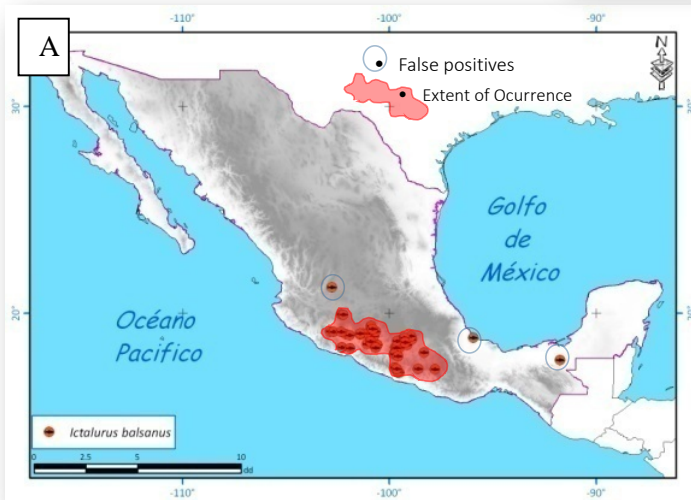 A
-110°
-100°
-90°
N
False positives
Extent of Ocurrence
30°
30°
Golfo
de
México
20°
20°
Océano
Pacifico
Ictalurus balsanus
0 2.5 5 10
dd
-110°
-100°
-90°